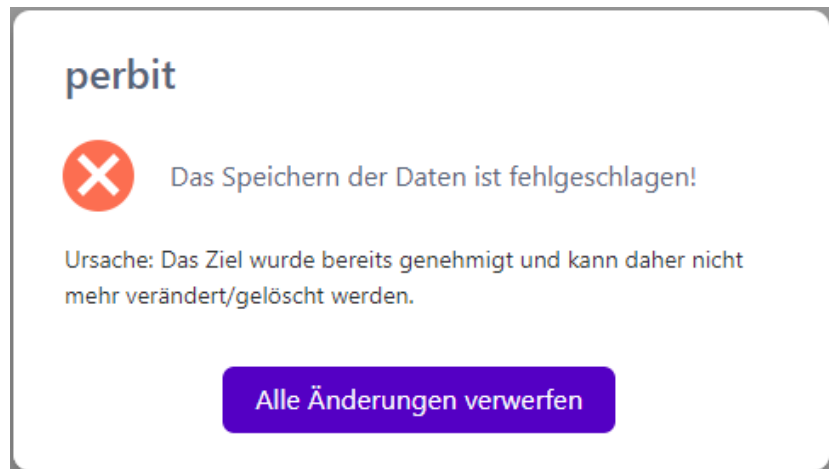 perbit
Das Speichern der Daten ist fehlgeschlagen!
Ursache: Das Ziel wurde bereits genehmigt und kann daher nicht
mehr verändert/gelöscht werden.
Alle Änderungen verwerfen